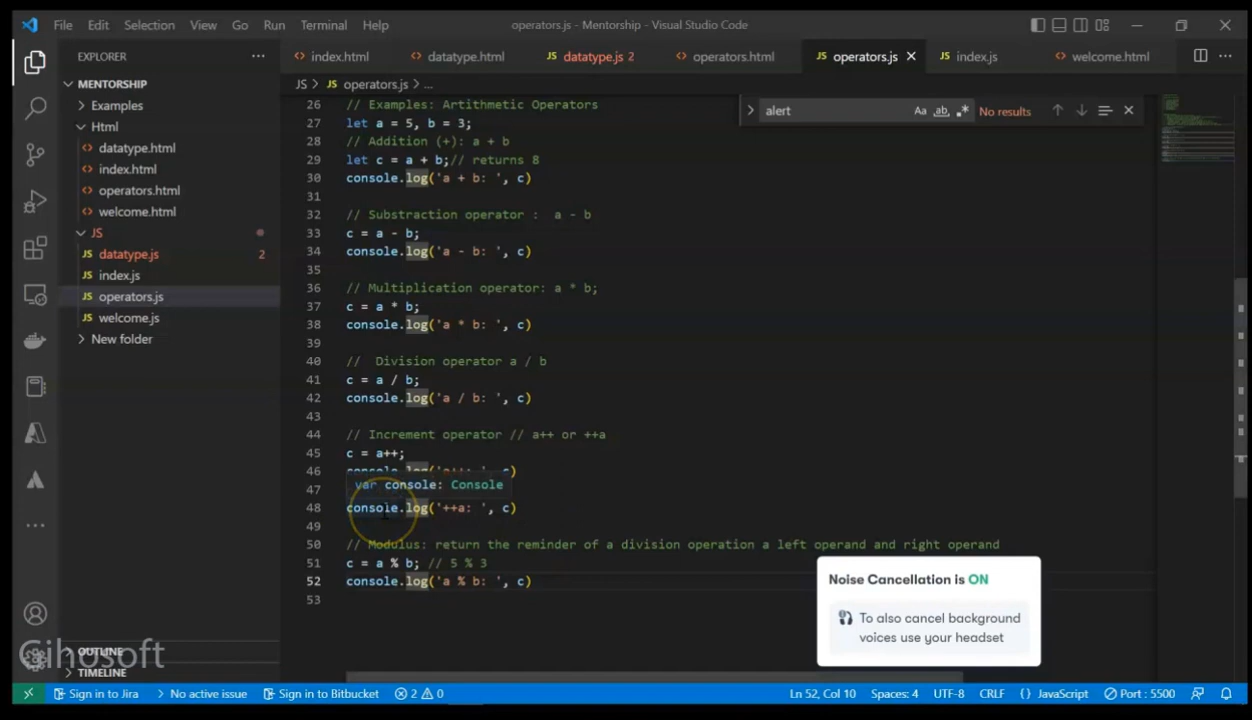 File Edit Selection View Go Run Terminal Help
operators.js - Mentorship - Visual Studio Code
EXPLORER
MENTORSHIP
Examples
Html
datatype.html
index.html
operators.html
welcome.html
JS
datatype.js 2
index.js
operators.js
welcome.js
New folder
OUTLINE
TIMELINE
index.html datatype.html datatype.js 2 operators.html operators.js index.js welcome.html
JS > operators.js > ...
alert Aa ab No results
26 // Examples: Artithmetic Operators
27 let a = 5, b = 3;
28 // Addition (+): a + b
29 let c = a + b;// returns 8
30 console.log('a + b: ', c)
31
32 // Substraction operator :  a - b
33 c = a - b;
34 console.log('a - b: ', c)
35
36 // Multiplication operator: a * b;
37 c = a * b;
38 console.log('a * b: ', c)
39
40 //  Division operator a / b
41 c = a / b;
42 console.log('a / b: ', c)
43
44 // Increment operator // a++ or ++a
45 c = a++;
46 console.log('a++: ', c)
var console: Console
47
48 console.log('++a: ', c)
49
50 // Modulus: return the reminder of a division operation a left operand and right operand
51 c = a % b; // 5 % 3
52 console.log('a % b: ', c)
53
Noise Cancellation is ON
To also cancel background
voices use your headset
Gihosoft
Sign in to Jira No active issue Sign in to Bitbucket 2 0 Ln 52, Col 10 Spaces: 4 UTF-8 CRLF {} JavaScript Port : 5500